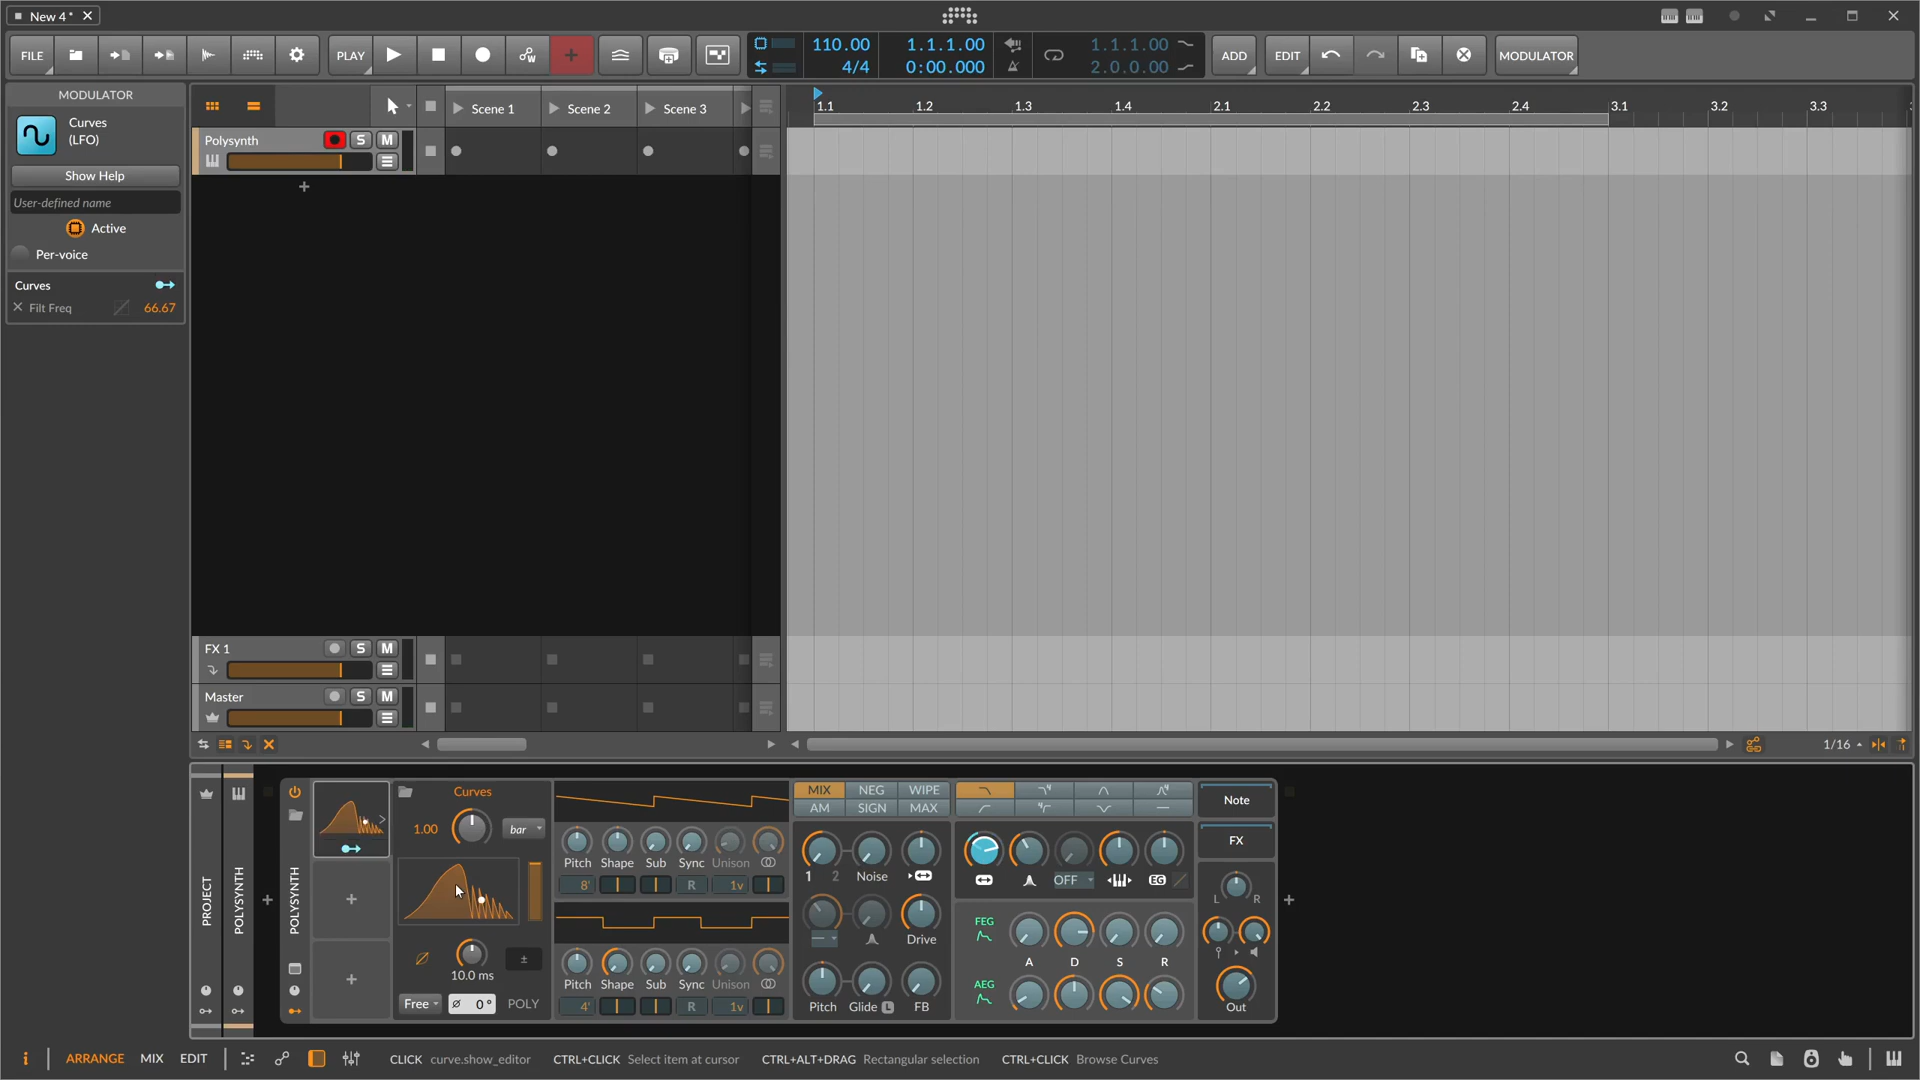 New 4 *
FILE
PLAY
110.00
4/4
1.1.1.00
0:00.000
1.1.1.00
2.0.0.00
ADD
EDIT
MODULATOR
MODULATOR
Curves
(LFO)
Show Help
User-defined name
Active
Per-voice
Curves
Filt Freq
66.67
Scene 1
Scene 2
Scene 3
1.1
1.2
1.3
1.4
2.1
2.2
2.3
2.4
3.1
3.2
3.3
Polysynth
S
M
FX 1
S
M
Master
S
M
1/16
PROJECT
POLYSYNTH
POLYSYNTH
Curves
1.00
bar
10.0 ms
±
Free
0 °
POLY
Pitch
Shape
Sub
Sync
Unison
8'
R
1v
Pitch
Shape
Sub
Sync
Unison
4'
R
1v
MIX
NEG
WIPE
AM
SIGN
MAX
1
2
Noise
Drive
Pitch
Glide
L
FB
OFF
EG
FEG
A
D
S
R
AEG
Note
FX
L
R
Out
ARRANGE
MIX
EDIT
CLICK curve.show_editor
CTRL+CLICK Select item at cursor
CTRL+ALT+DRAG Rectangular selection
CTRL+CLICK Browse Curves